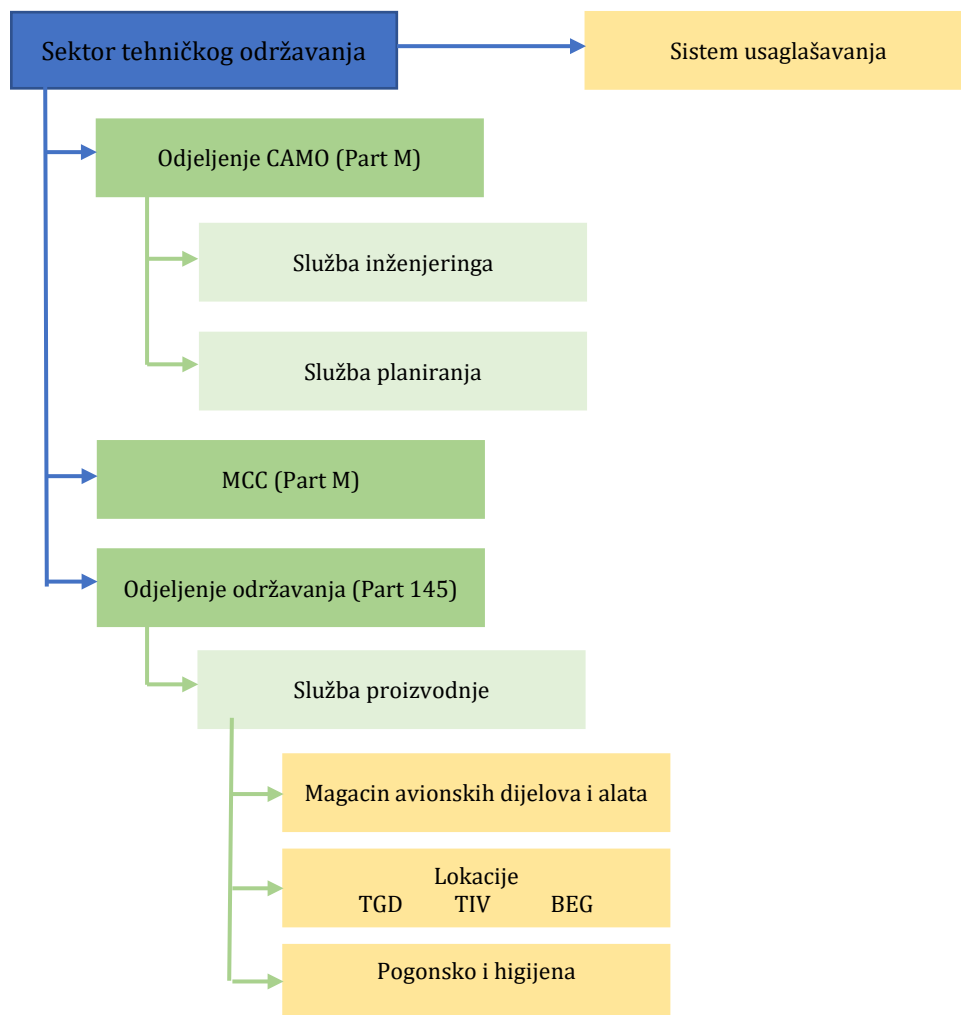 Sektor tehničkog održavanja
Sistem usaglašavanja
Odjeljenje CAMO (Part M)
Služba inženjeringa
Služba planiranja
MCC (Part M)
Odjeljenje održavanja (Part 145)
Služba proizvodnje
Magacin avionskih dijelova i alata
Lokacije
TGD TIV BEG
Pogonsko i higijena